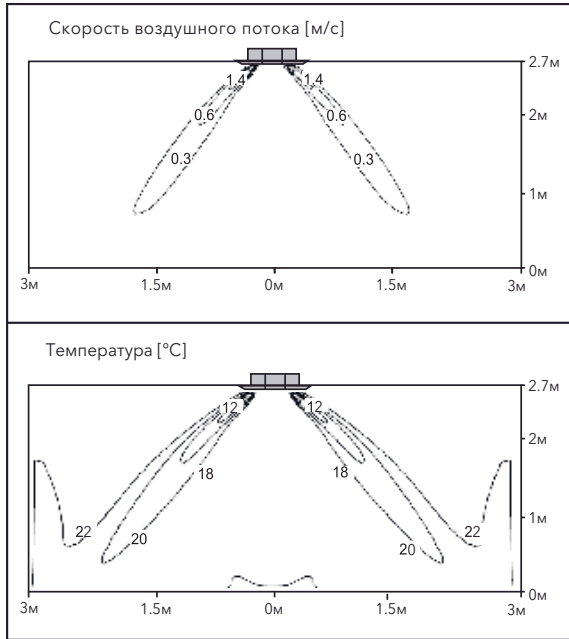 Скорость воздушного потока [м/с]
2.7м
1.4 1.4
2м
0.6 0.6
0.3 0.3
1м
0м
3м 1.5м 0м 1.5м 3м
Температура [°C]
2.7м
12 12
2м
18 18
1м
22 22
20 20
0м
3м 1.5м 0м 1.5м 3м